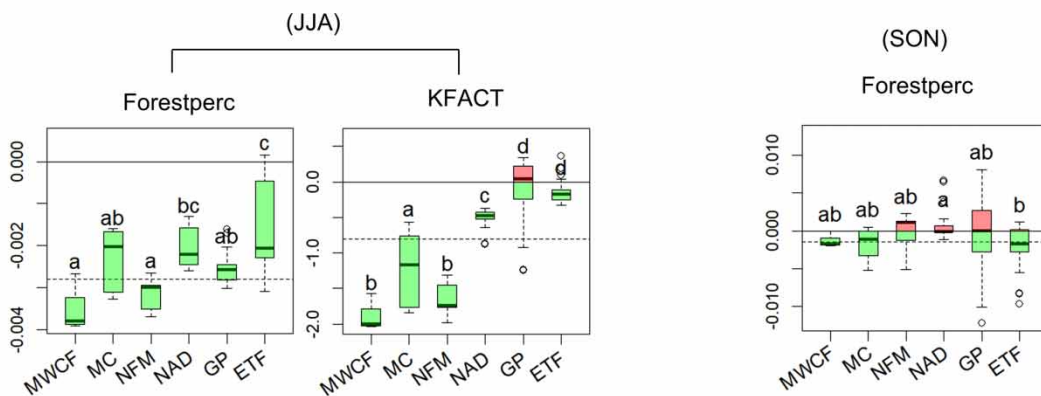 (JJA)
(SON)
Forestperc
KFACT
Forestperc
0.000
-0.002
-0.004
a
ab
a
bc
ab
c
MWCF
MC
NFM
NAD
GP
ETF
0.0
-1.0
-2.0
b
a
b
c
d
d
MWCF
MC
NFM
NAD
GP
ETF
0.010
0.000
-0.010
ab
ab
ab
a
ab
b
MWCF
MC
NFM
NAD
GP
ETF